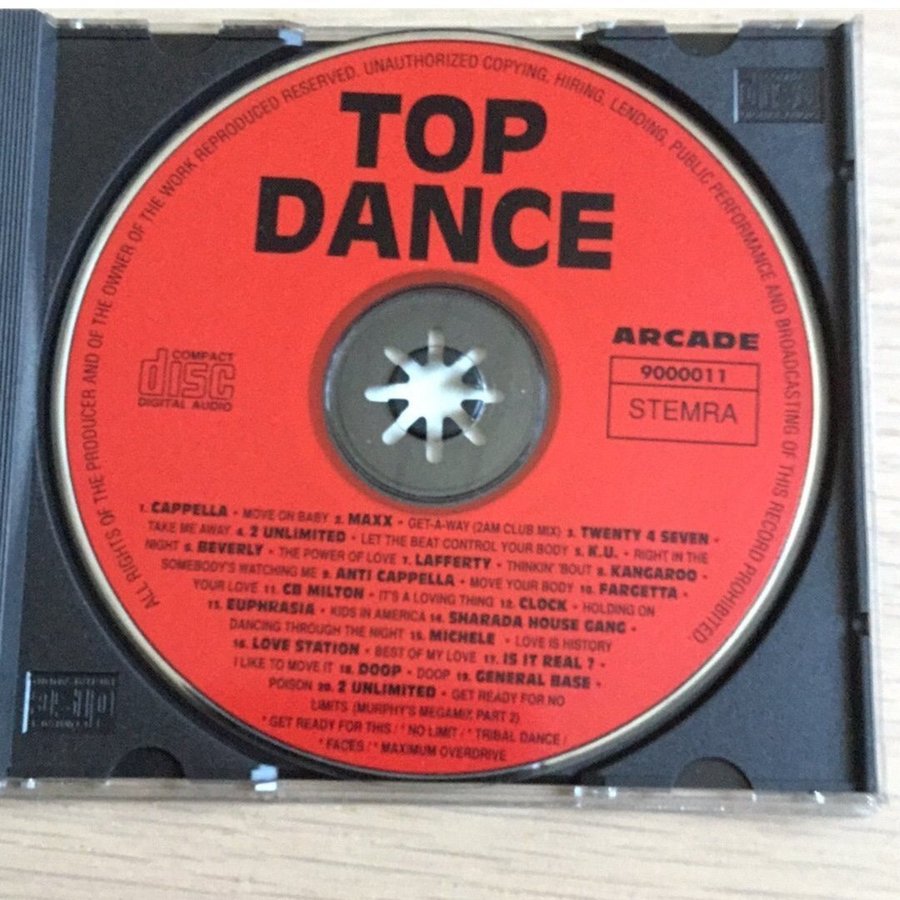 ALL RIGHTS OF THE PRODUCER AND OF THE OWNER OF THE WORK REPRODUCED RESERVED. UNAUTHORIZED COPYING, HIRING, LENDING, PUBLIC PERFORMANCE AND BROADCASTING OF THIS RECORD PROHIBITED
TOP
DANCE
COMPACT
disc
DIGITAL AUDIO
ARCADE
9000011
STEMRA
1. CAPPELLA • MOVE ON BABY 2. MAXX • GET-A-WAY (2AM CLUB MIX) 3. TWENTY 4 SEVEN •
TAKE ME AWAY 4. 2 UNLIMITED • LET THE BEAT CONTROL YOUR BODY 5. K.U. • RIGHT IN THE
NIGHT 6. BEVERLY • THE POWER OF LOVE 7. LAFFERTY • THINKIN' 'BOUT 8. KANGAROO •
SOMEBODY'S WATCHING ME 9. ANTI CAPPELLA • MOVE YOUR BODY 10. FARGETTA •
YOUR LOVE 11. CB MILTON • IT'S A LOVING THING 12. CLOCK • HOLDING ON
13. EUPHRASIA • KIDS IN AMERICA 14. SHARADA HOUSE GANG •
DANCING THROUGH THE NIGHT 15. MICHELE • LOVE IS HISTORY
16. LOVE STATION • BEST OF MY LOVE 17. IS IT REAL ? •
I LIKE TO MOVE IT 18. DOOP • DOOP 19. GENERAL BASE •
POISON 20. 2 UNLIMITED • GET READY FOR NO
LIMITS (MURPHY'S MEGAMIX PART 2)
* GET READY FOR THIS / * NO LIMIT / * TRIBAL DANCE /
* FACES / * MAXIMUM OVERDRIVE